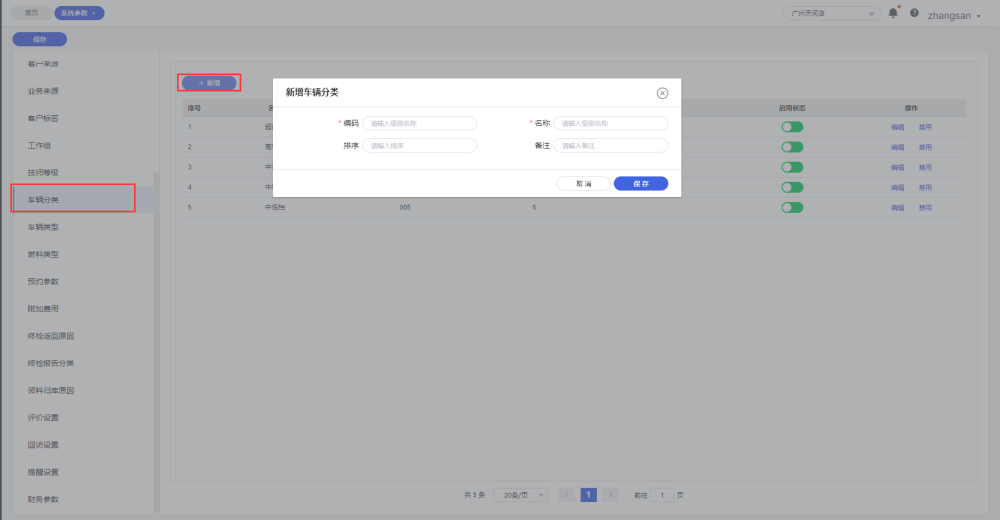 首页 系统参数 广州天河店 zhangsan
保存
客户来源
业务来源
客户标签
工作组
技师等级
车辆分类
车辆类型
燃料类型
预约参数
附加费用
终检返回原因
终检报告分类
领料归库原因
评价设置
回访设置
提醒设置
财务参数
+ 新增
序号 启用状态 操作
1 编辑 禁用
2 编辑 禁用
3 编辑 禁用
4 编辑 禁用
5 中低档 005 5 编辑 禁用
新增车辆分类
* 编码 请输入级别名称 * 名称 请输入级别名称
排序 请输入排序 备注 请输入备注
取消 保存
共 5 条 20条/页 1 前往 1 页